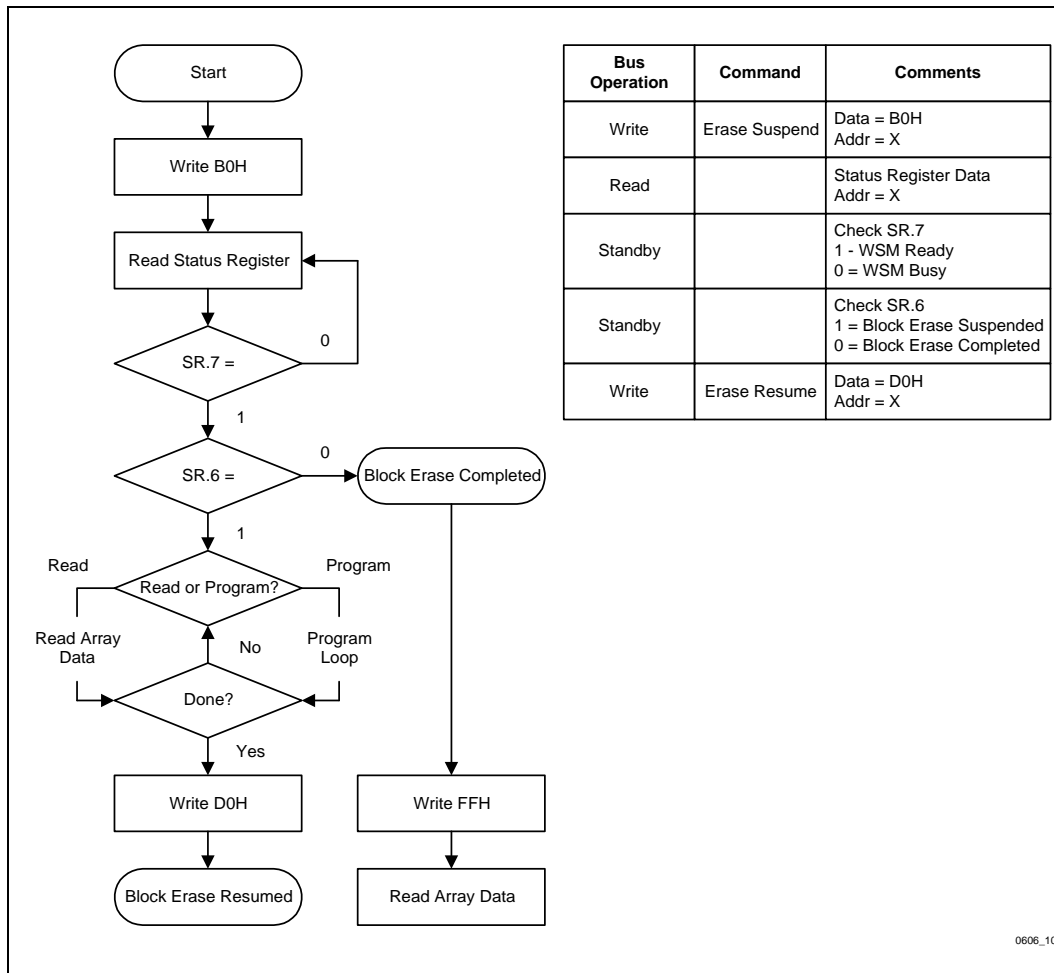 Start
Write B0H
Read Status Register
0
SR.7 =
1
0
SR.6 =
Block Erase Completed
1
Read
Program
Read or Program?
Read Array
Data
No
Program
Loop
Done?
Yes
Write D0H
Write FFH
Block Erase Resumed
Read Array Data
Bus
Operation
Command
Comments
Write
Erase Suspend
Data = B0H
Addr = X
Read
Status Register Data
Addr = X
Standby
Check SR.7
1 - WSM Ready
0 = WSM Busy
Standby
Check SR.6
1 = Block Erase Suspended
0 = Block Erase Completed
Write
Erase Resume
Data = D0H
Addr = X